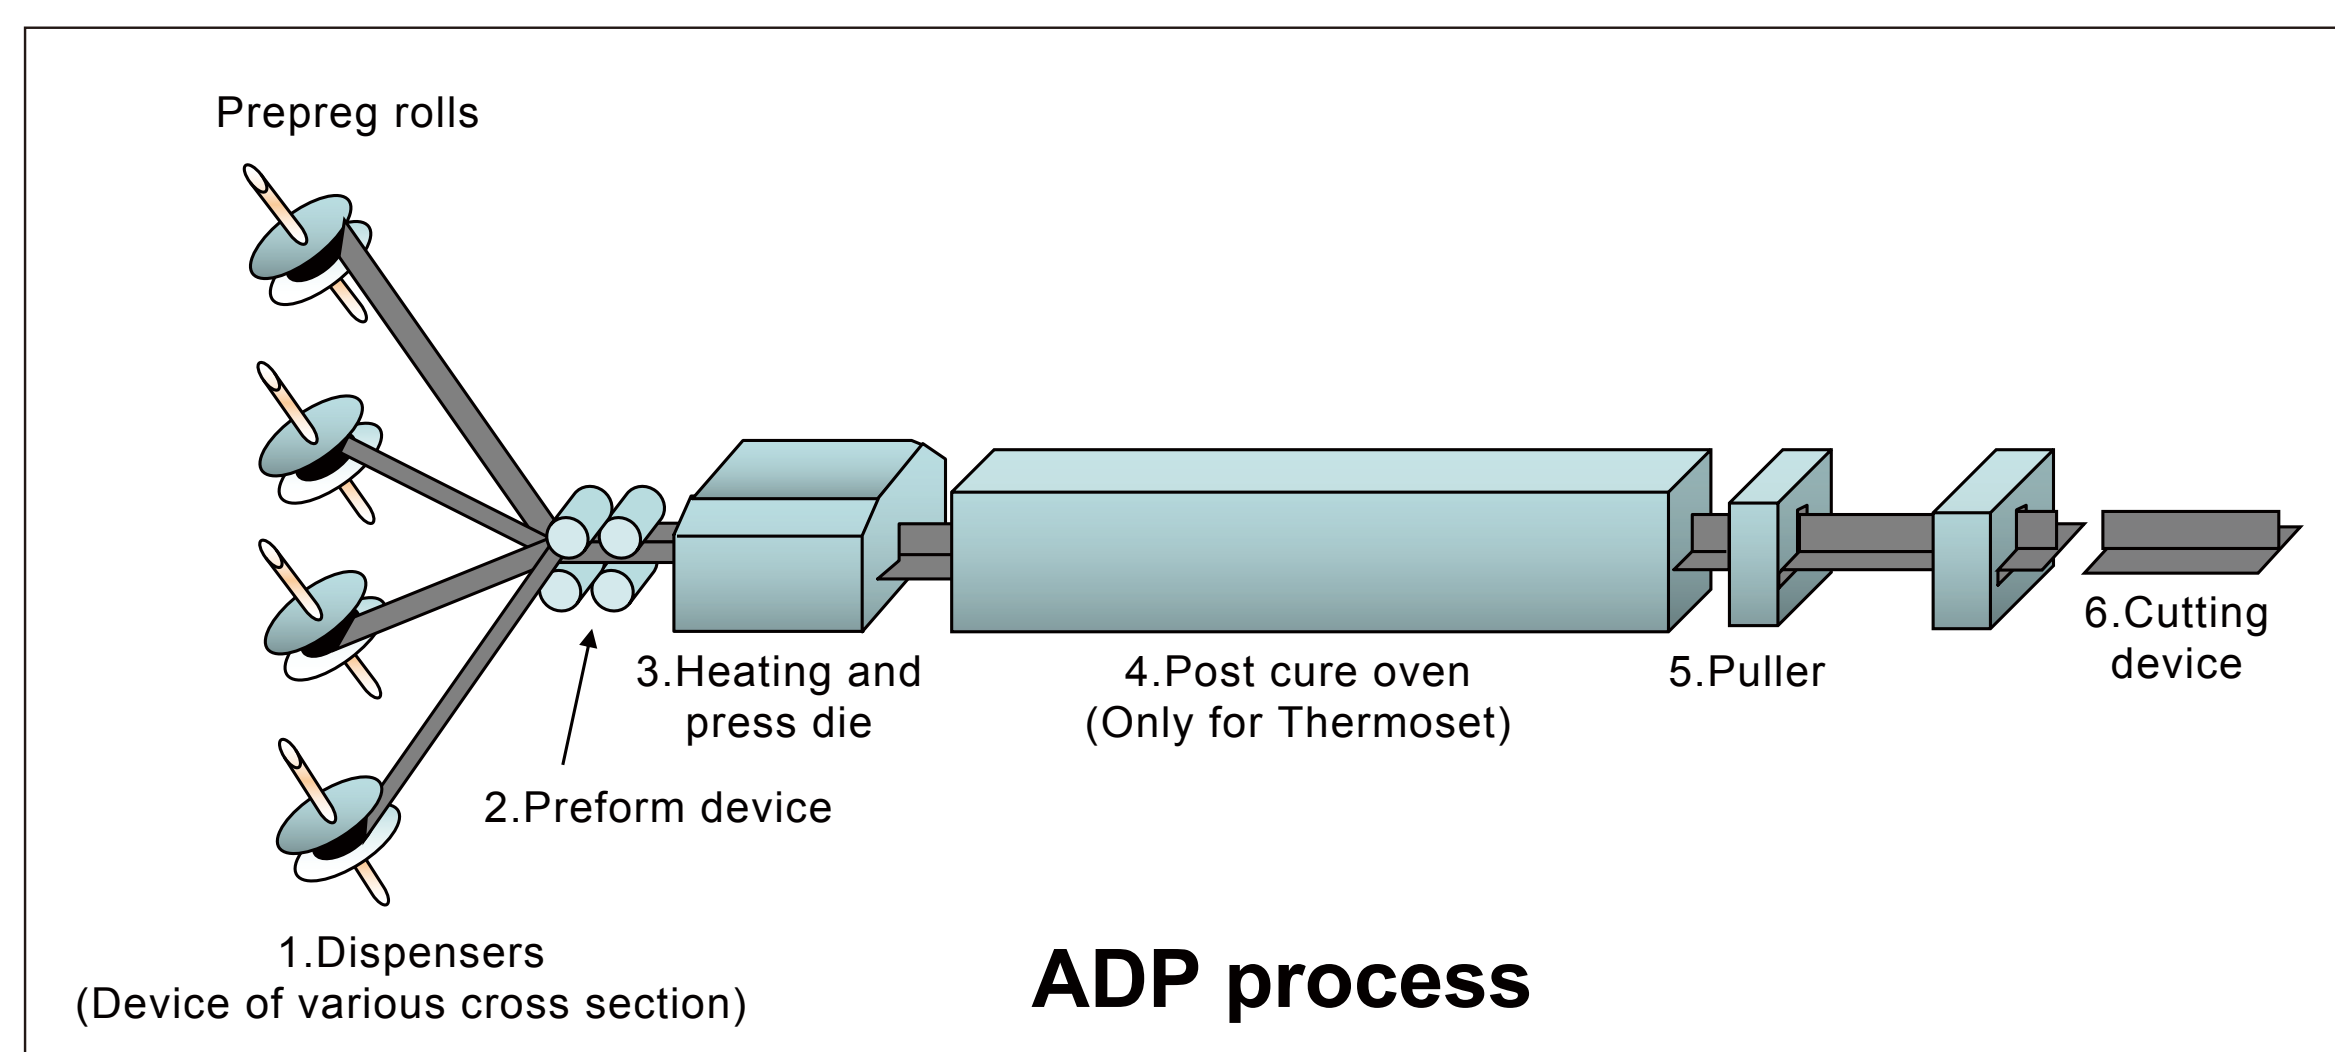 Prepreg rolls
1.Dispensers
(Device of various cross section)
2.Preform device
3.Heating and
press die
4.Post cure oven
(Only for Thermoset)
5.Puller
6.Cutting
device
ADP process